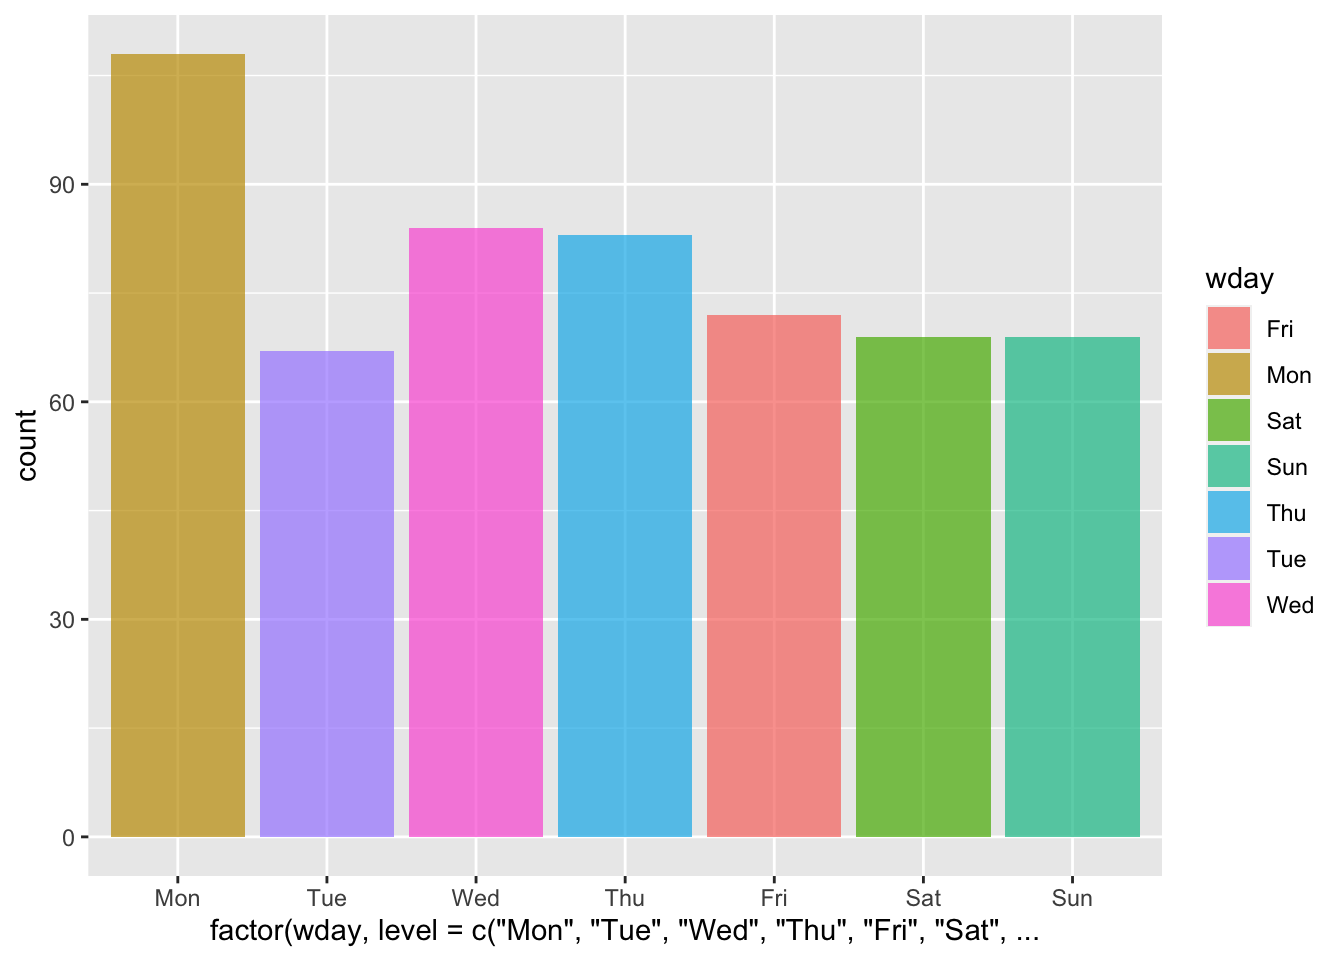 count
90
60
30
0
Mon Tue Wed Thu Fri Sat Sun
factor(wday, level = c("Mon", "Tue", "Wed", "Thu", "Fri", "Sat", ...
wday
Fri
Mon
Sat
Sun
Thu
Tue
Wed